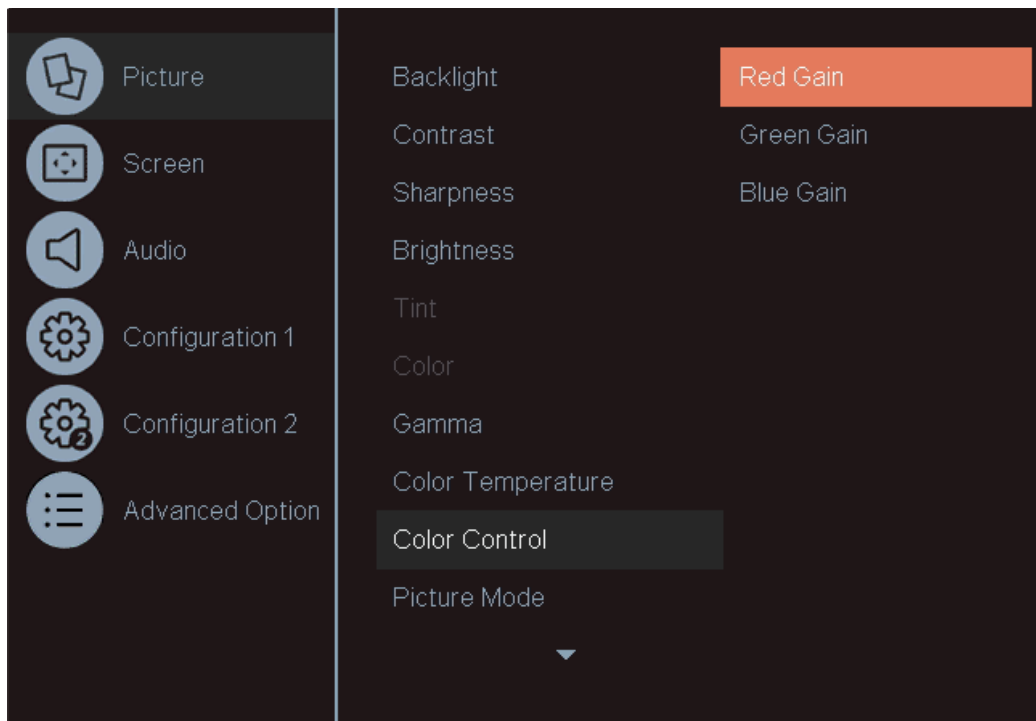 Picture
Screen
Audio
Configuration 1
Configuration 2
2
Advanced Option
Backlight
Contrast
Sharpness
Brightness
Tint
Color
Gamma
Color Temperature
Color Control
Picture Mode
Red Gain
Green Gain
Blue Gain